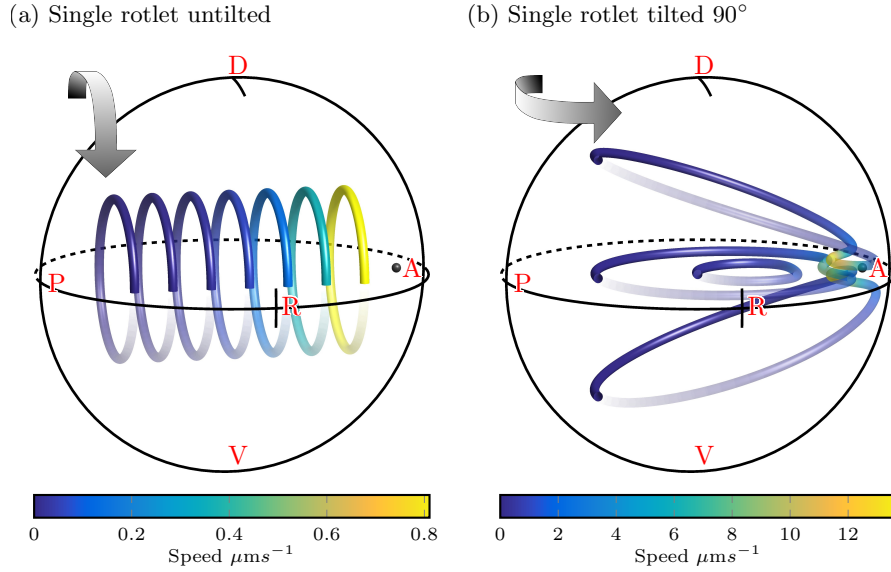 (a) Single rotlet untilted
D
P
A
R
V
0 0.2 0.4 0.6 0.8
Speed μms⁻¹
(b) Single rotlet tilted 90°
D
P
A
R
V
0 2 4 6 8 10 12
Speed μms⁻¹